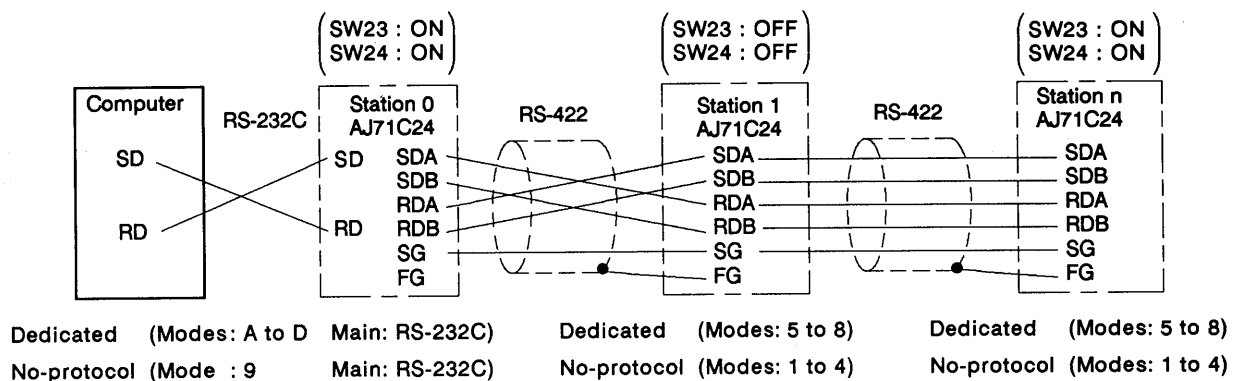 (SW23 : ON
SW24 : ON)
(SW23 : OFF
SW24 : OFF)
(SW23 : ON
SW24 : ON)
Computer
SD
RD
RS-232C
Station 0
AJ71C24
SD
RD
SDA
SDB
RDA
RDB
SG
FG
RS-422
Station 1
AJ71C24
SDA
SDB
RDA
RDB
SG
FG
RS-422
Station n
AJ71C24
SDA
SDB
RDA
RDB
SG
FG
Dedicated (Modes: A to D Main: RS-232C)
No-protocol (Mode : 9 Main: RS-232C)
Dedicated (Modes: 5 to 8)
No-protocol (Modes: 1 to 4)
Dedicated (Modes: 5 to 8)
No-protocol (Modes: 1 to 4)